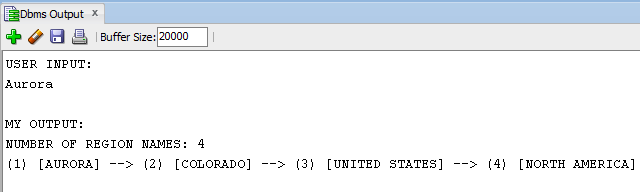 Dbms Output x
Buffer Size: 20000
USER INPUT:
Aurora
MY OUTPUT:
NUMBER OF REGION NAMES: 4
(1) [AURORA] --> (2) [COLORADO] --> (3) [UNITED STATES] --> (4) [NORTH AMERICA]